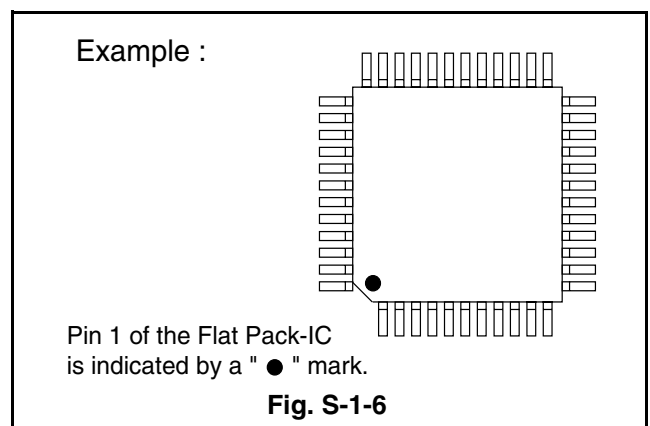 Example :
Pin 1 of the Flat Pack-IC
is indicated by a " ● " mark.
Fig. S-1-6